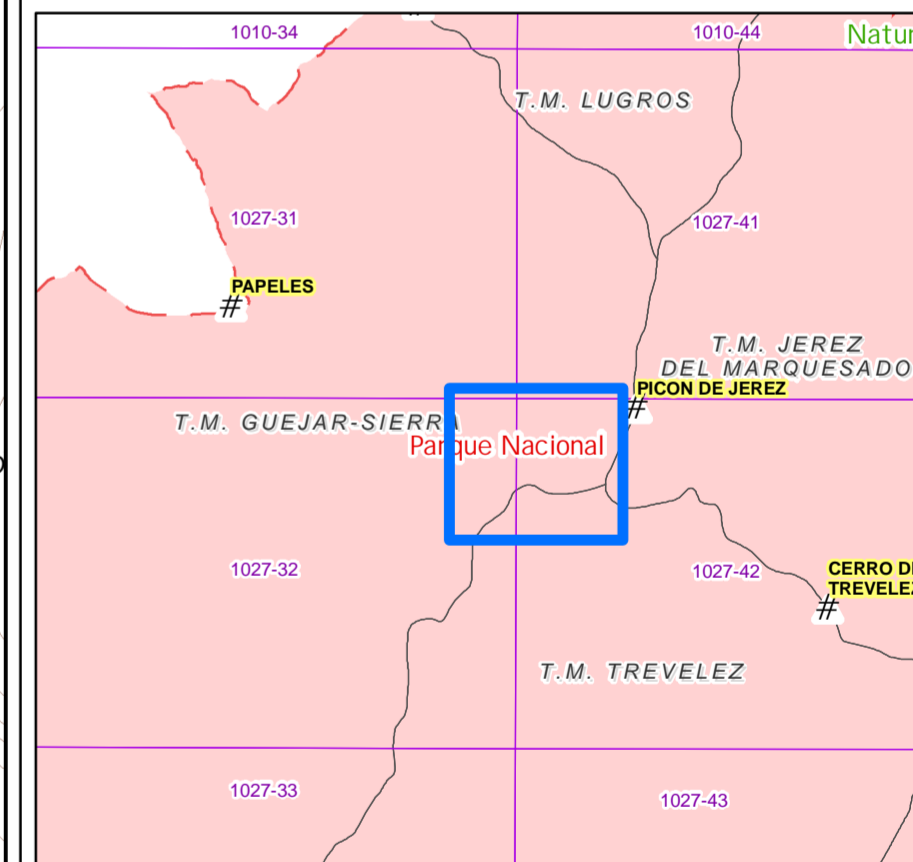 1010-34
1010-44
Natur
T.M. LUGROS
1027-31
1027-41
PAPELES
#
T.M. JEREZ
DEL MARQUESADO
PICON DE JEREZ
#
T.M. GUEJAR-SIERRA
Parque Nacional
1027-32
1027-42
CERRO DE
TREVELEZ
#
T.M. TREVELEZ
1027-33
1027-43